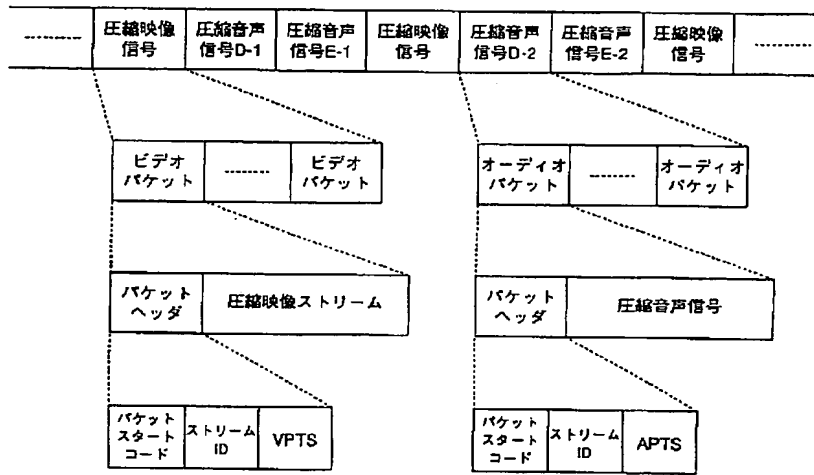 圧縮映像
信号
圧縮音声
信号D-1
圧縮音声
信号E-1
圧縮映像
信号
圧縮音声
信号D-2
圧縮音声
信号E-2
圧縮映像
信号
ビデオ
パケット
ビデオ
パケット
オーディオ
パケット
オーディオ
パケット
パケット
ヘッダ
圧縮映像ストリーム
パケット
ヘッダ
圧縮音声信号
パケット
スタート
コード
ストリーム
ID
VPTS
パケット
スタート
コード
ストリーム
ID
APTS